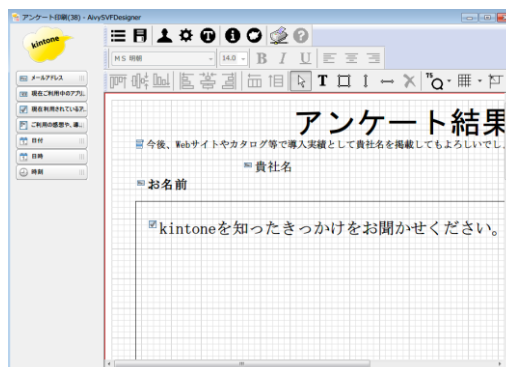 アンケート印刷(38) - AivySVFDesigner
kintone
MS 明朝
14.0
B I U
T
75
メールアドレス
現在ご利用中のアプリ..
現在利用されているア..
ご利用の感想や、導...
日付
日時
時刻
アンケート結果
今後、Webサイトやカタログ等で導入実績として貴社名を掲載してもよろしいでし.
貴社名
お名前
kintoneを知ったきっかけをお聞かせください。